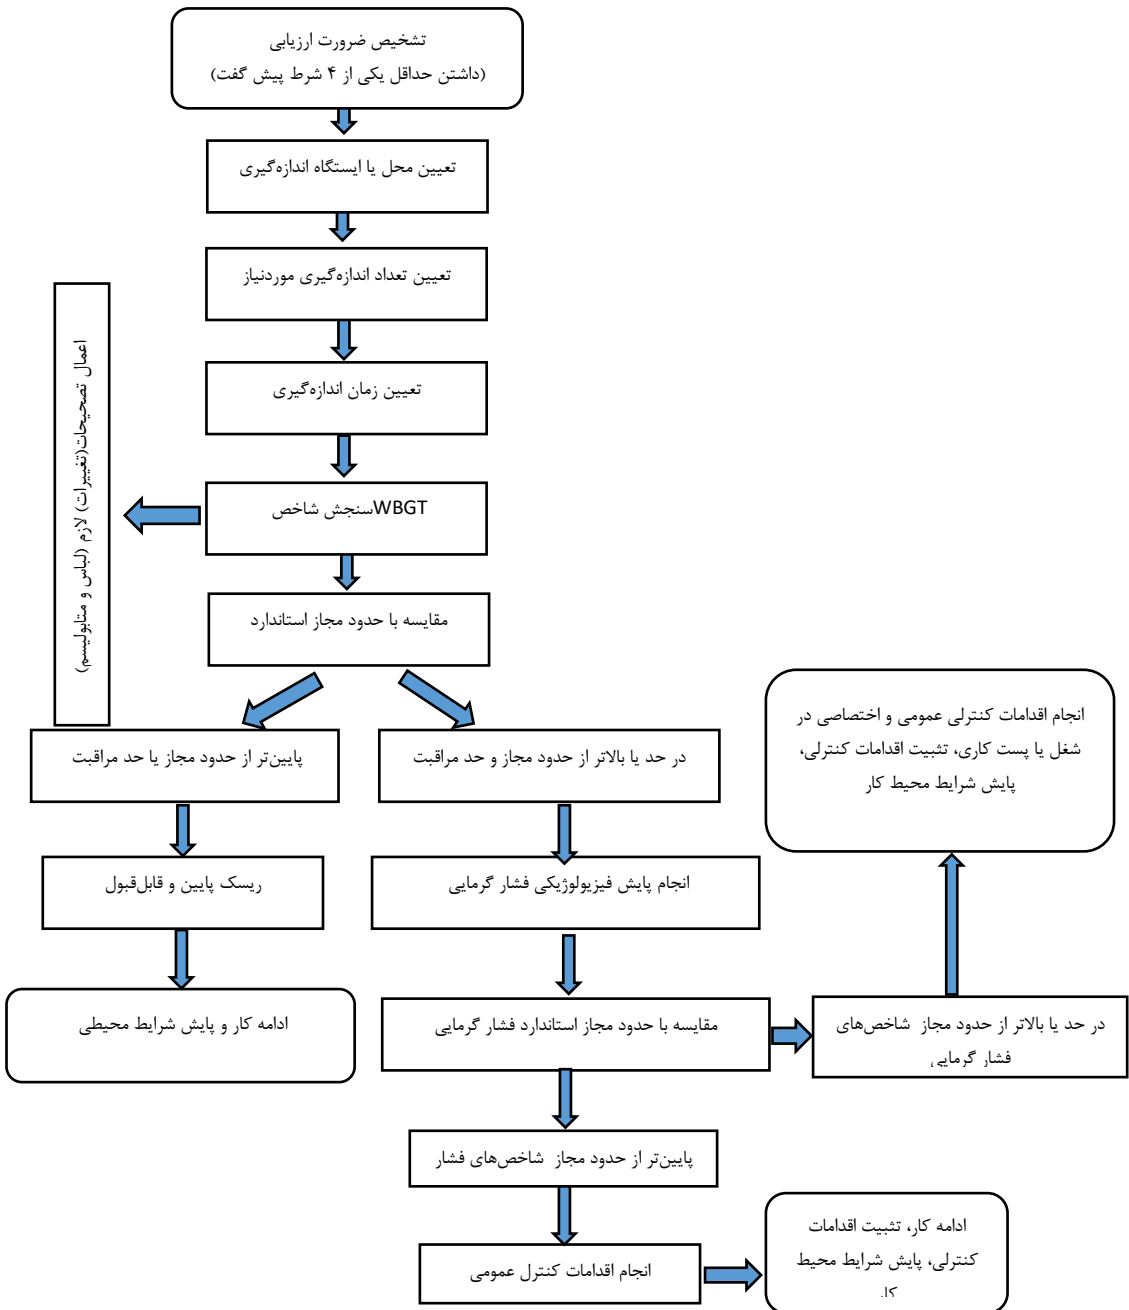 تشخیص ضرورت ارزیابی
(داشتن حداقل یکی از ۴ شرط پیش گفت)
تعیین محل یا ایستگاه اندازه‌گیری
تعیین تعداد اندازه‌گیری موردنیاز
تعیین زمان اندازه‌گیری
اعمال تصحیحات(تغییرات) لازم (لباس و متابولیسم)
WBGTسنجش شاخص
مقایسه با حدود مجاز استاندارد
پایین‌تر از حدود مجاز یا حد مراقبت
در حد یا بالاتر از حدود مجاز و حد مراقبت
انجام اقدامات کنترلی عمومی و اختصاصی در
شغل یا پست کاری، تثبیت اقدامات کنترلی،
پایش شرایط محیط کار
ریسک پایین و قابل‌قبول
انجام پایش فیزیولوژیکی فشار گرمایی
ادامه کار و پایش شرایط محیطی
مقایسه با حدود مجاز استاندارد فشار گرمایی
در حد یا بالاتر از حدود مجاز شاخص‌های
فشار گرمایی
پایین‌تر از حدود مجاز شاخص‌های فشار
انجام اقدامات کنترل عمومی
ادامه کار، تثبیت اقدامات
کنترلی، پایش شرایط محیط
کار